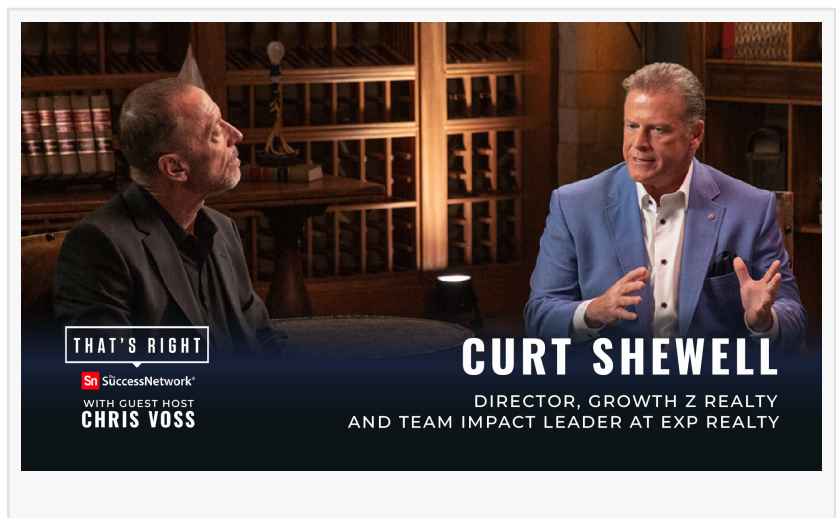 THAT'S RIGHT
Sn The SuccessNetwork®
WITH GUEST HOST
CHRIS VOSS
CURT SHEWELL
DIRECTOR, GROWTH Z REALTY
AND TEAM IMPACT LEADER AT EXP REALTY